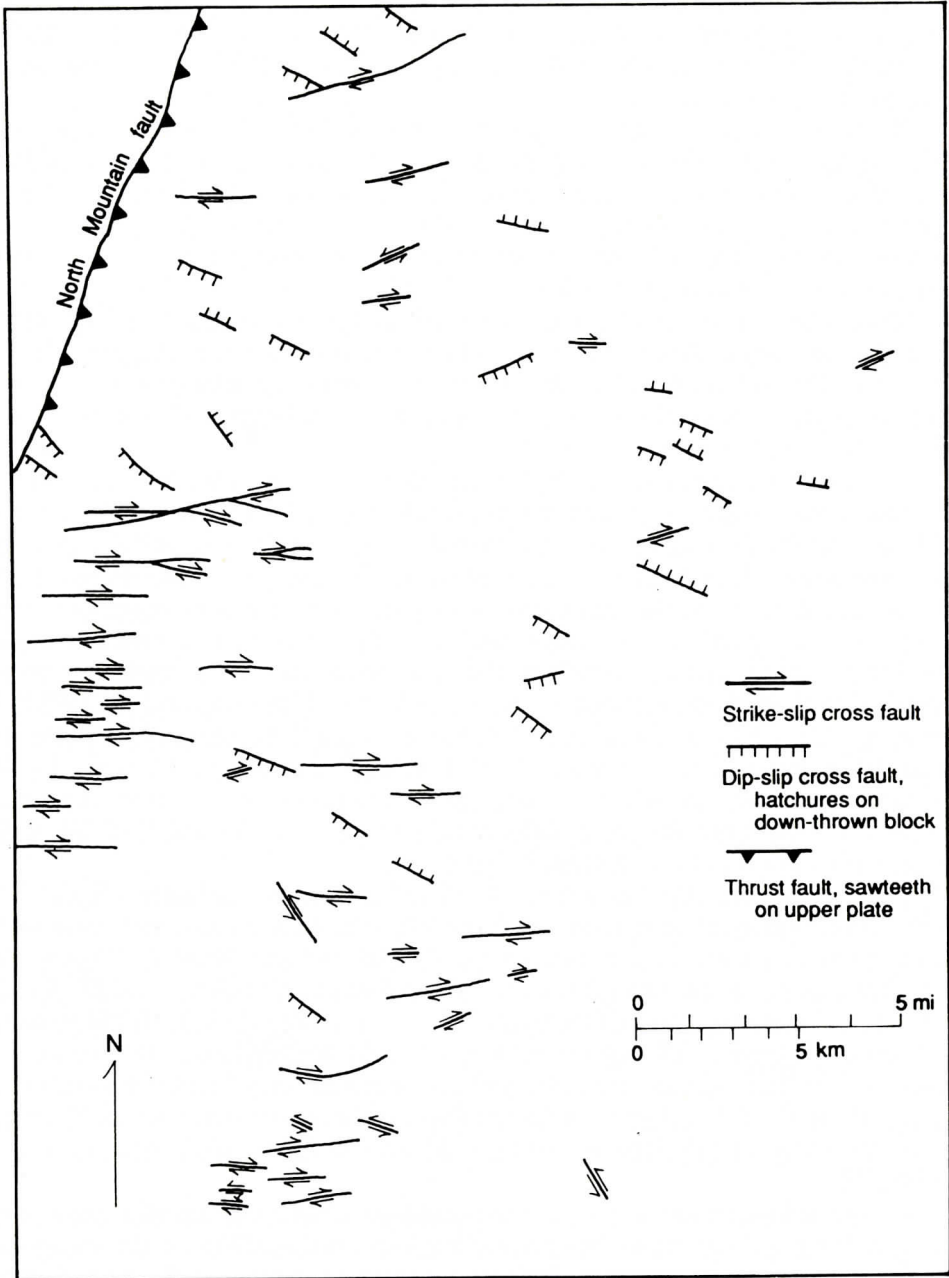 North Mountain fault
Strike-slip cross fault
Dip-slip cross fault,
hatchures on
down-thrown block
Thrust fault, sawteeth
on upper plate
0 5 mi
0 5 km
N